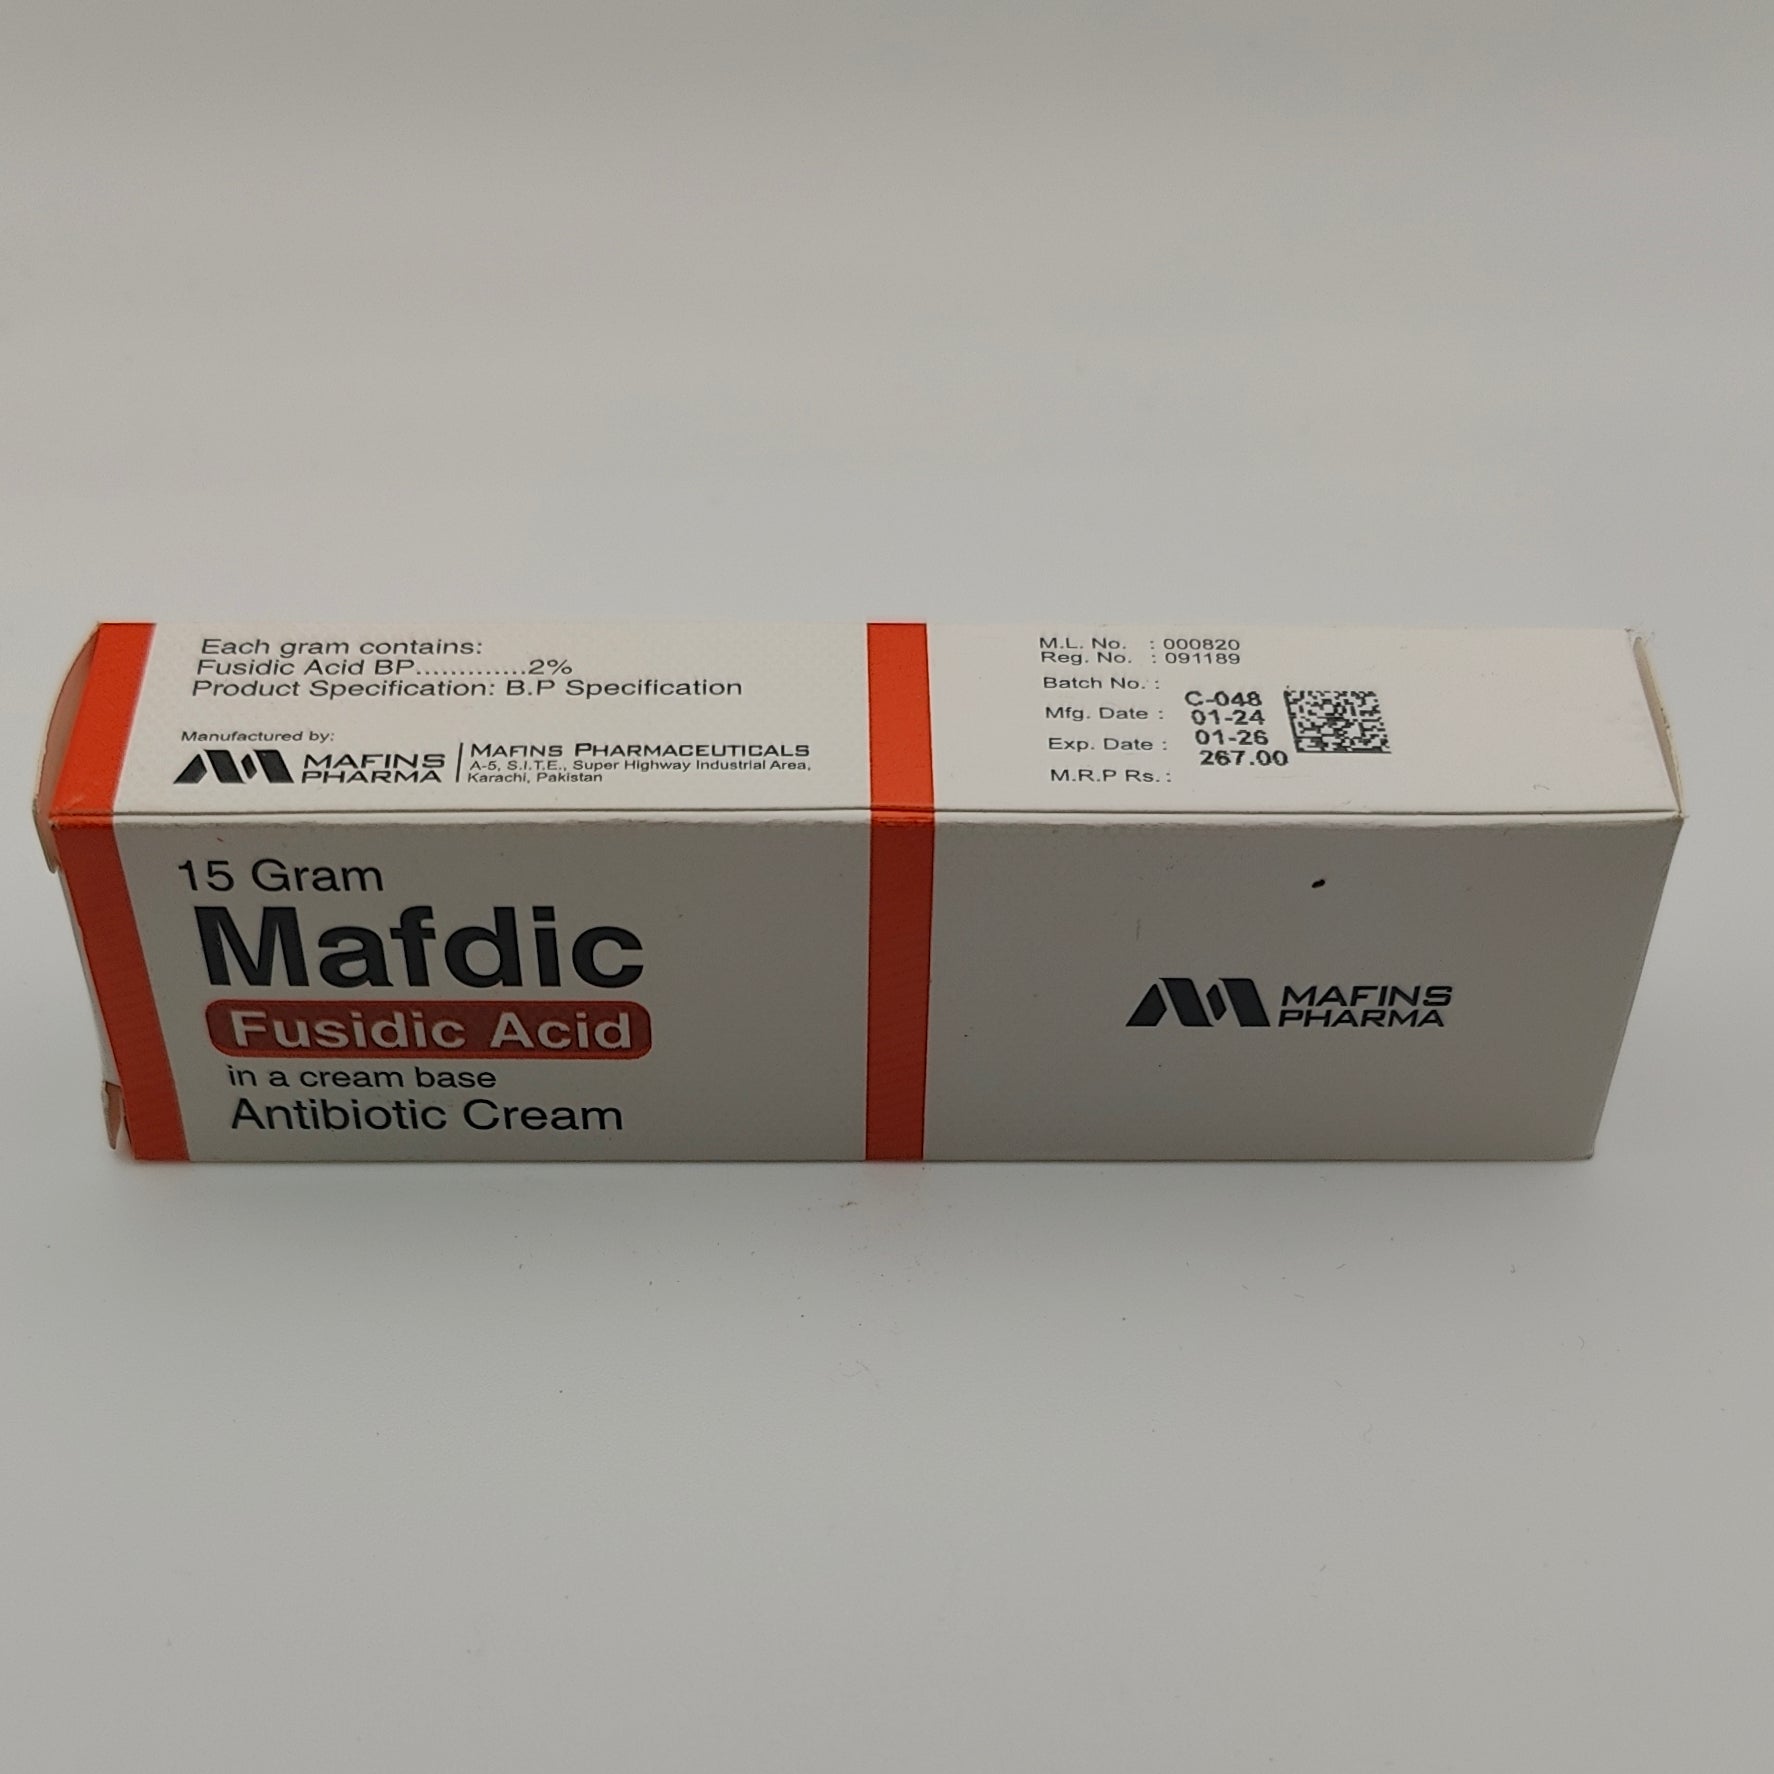 Each gram contains:
Fusidic Acid BP.............2%
Product Specification: B.P Specification
Manufactured by:
MAFINS
PHARMA
MAFINS PHARMACEUTICALS
A-5, S.I.T.E., Super Highway Industrial Area,
Karachi, Pakistan
M.L. No. : 000820
Reg. No. : 091189
Batch No. : C-048
Mfg. Date : 01-24
Exp. Date : 01-26
M.R.P Rs. : 267.00
15 Gram
Mafdic
Fusidic Acid
in a cream base
Antibiotic Cream
MAFINS
PHARMA